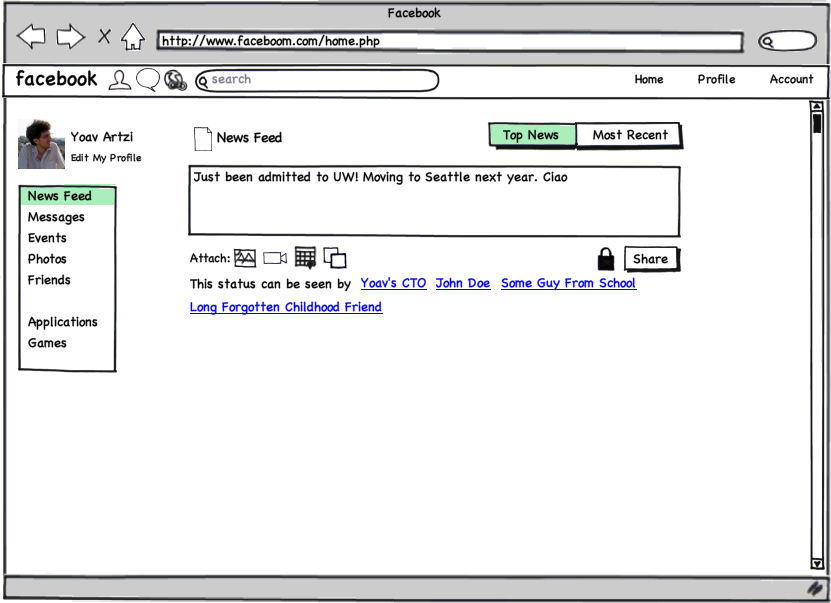 Facebook
http://www.faceboom.com/home.php
facebook search Home Profile Account
Yoav Artzi
Edit My Profile
News Feed
Messages
Events
Photos
Friends
Applications
Games
News Feed Top News Most Recent
Just been admitted to UW! Moving to Seattle next year. Ciao
Attach: Share
This status can be seen by Yoav's CTO John Doe Some Guy From School
Long Forgotten Childhood Friend